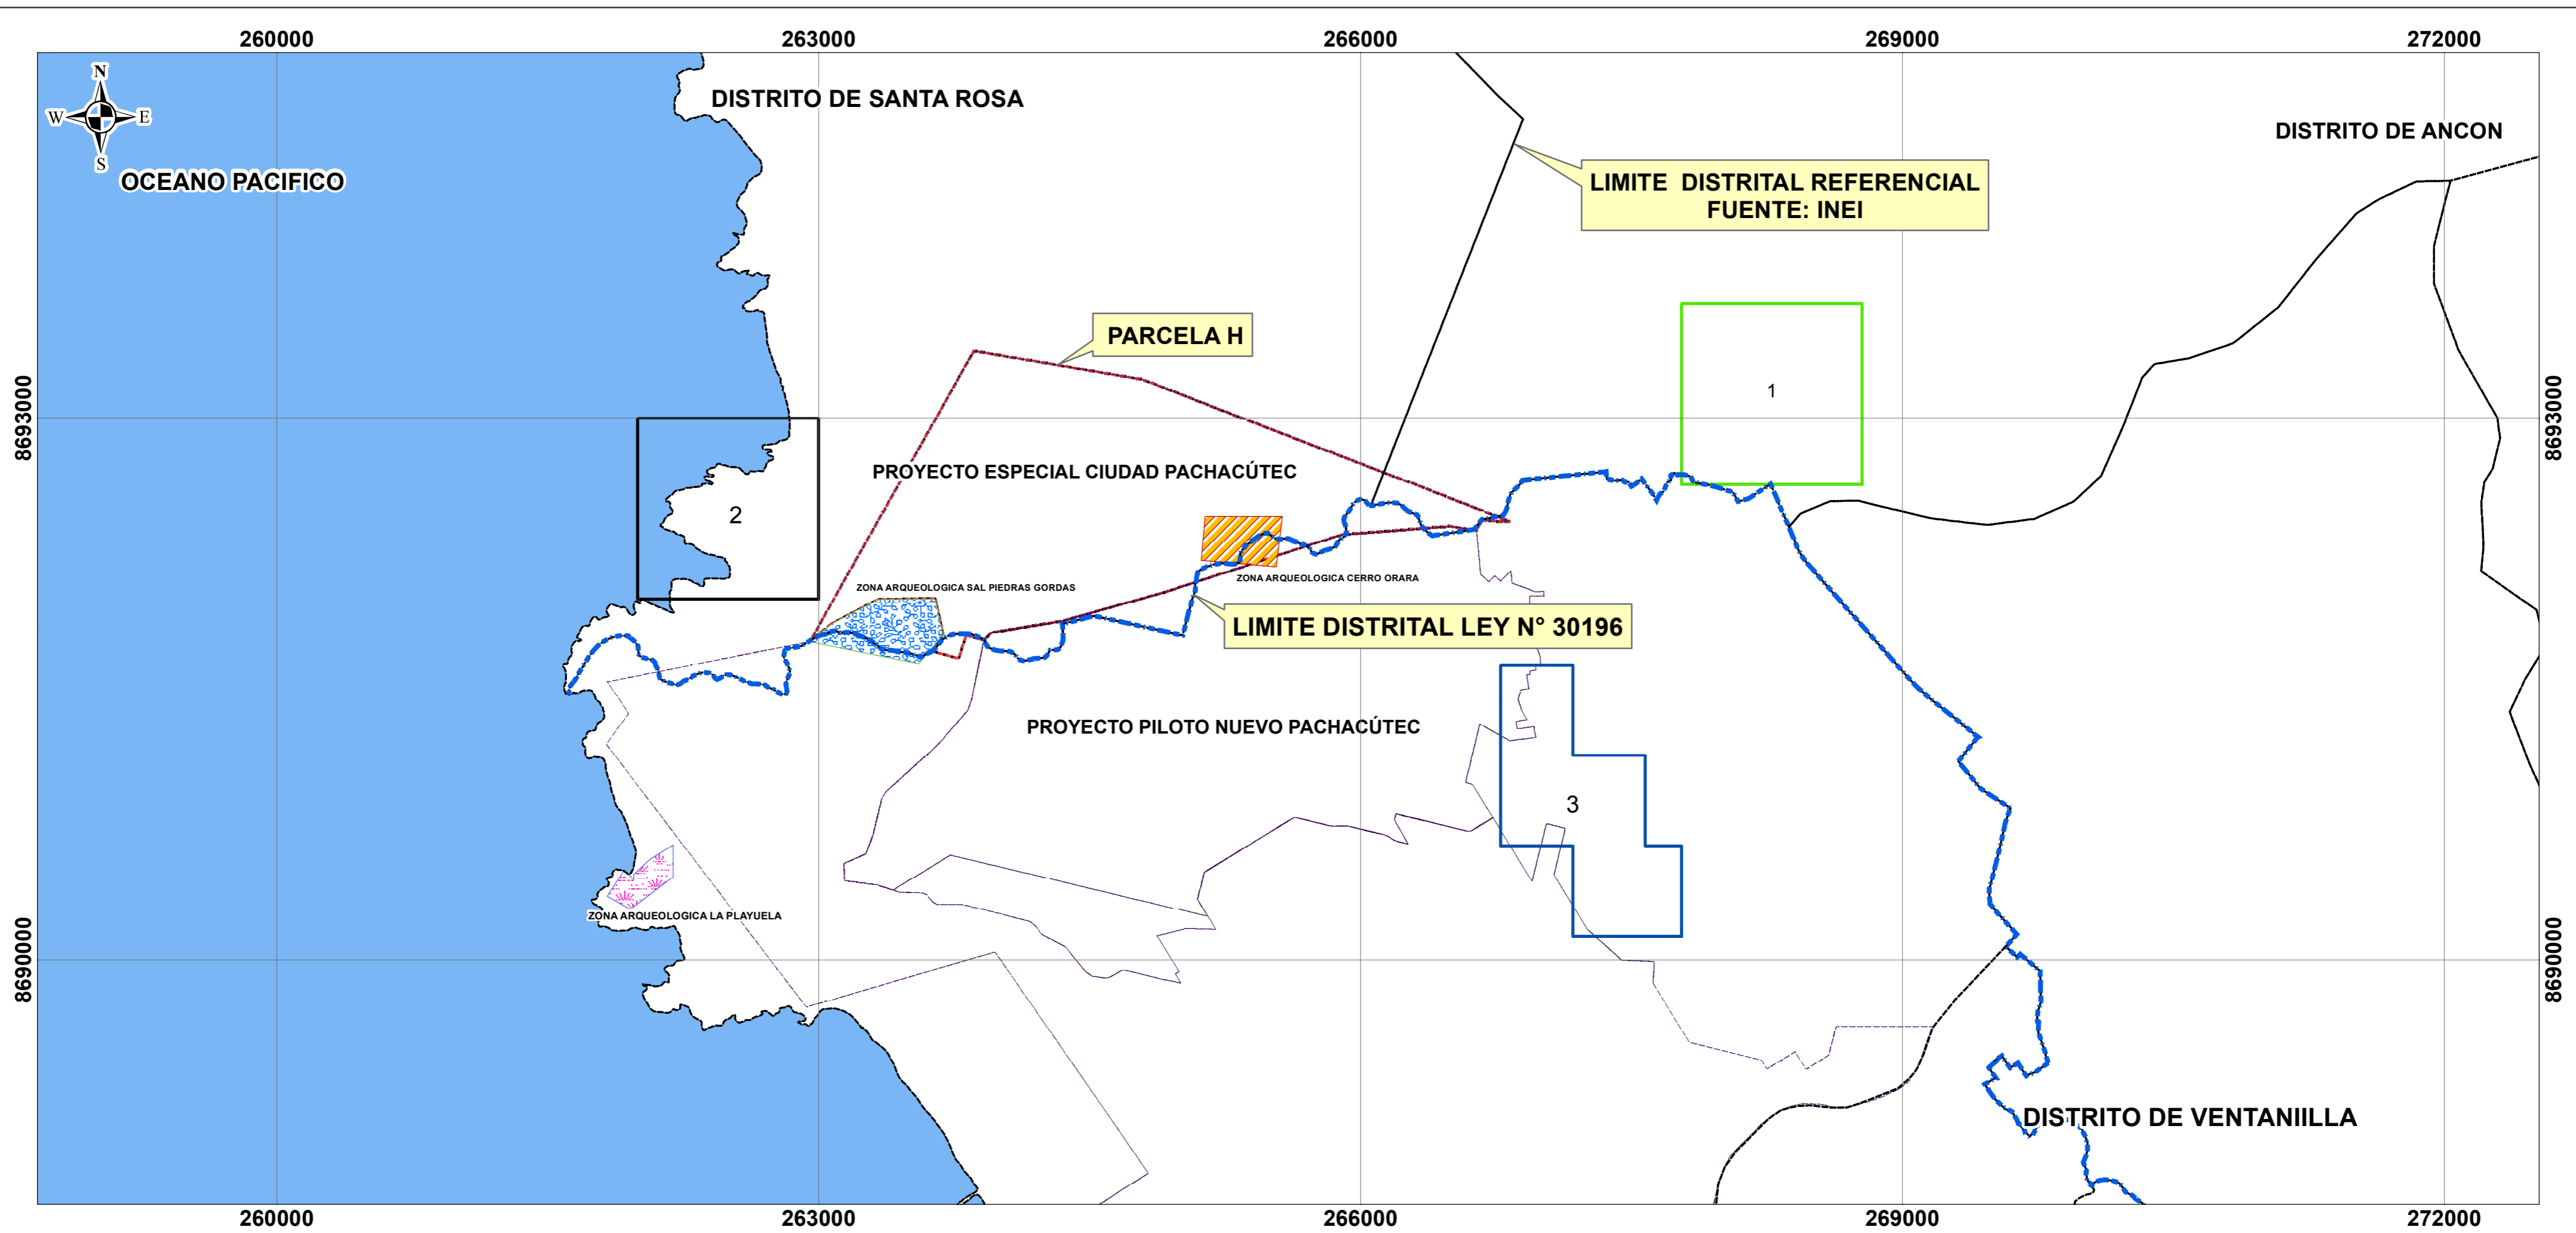 260000
263000
266000
269000
272000
N
W
E
S
DISTRITO DE SANTA ROSA
DISTRITO DE ANCON
OCEANO PACIFICO
LIMITE DISTRITAL REFERENCIAL
FUENTE: INEI
PARCELA H
1
8693000
8693000
PROYECTO ESPECIAL CIUDAD PACHACÚTEC
2
ZONA ARQUEOLOGICA CERRO ORARA
ZONA ARQUEOLOGICA SAL PIEDRAS GORDAS
LIMITE DISTRITAL LEY N° 30196
PROYECTO PILOTO NUEVO PACHACÚTEC
3
ZONA ARQUEOLOGICA LA PLAYUELA
8690000
8690000
DISTRITO DE VENTANIILLA
260000
263000
266000
269000
272000